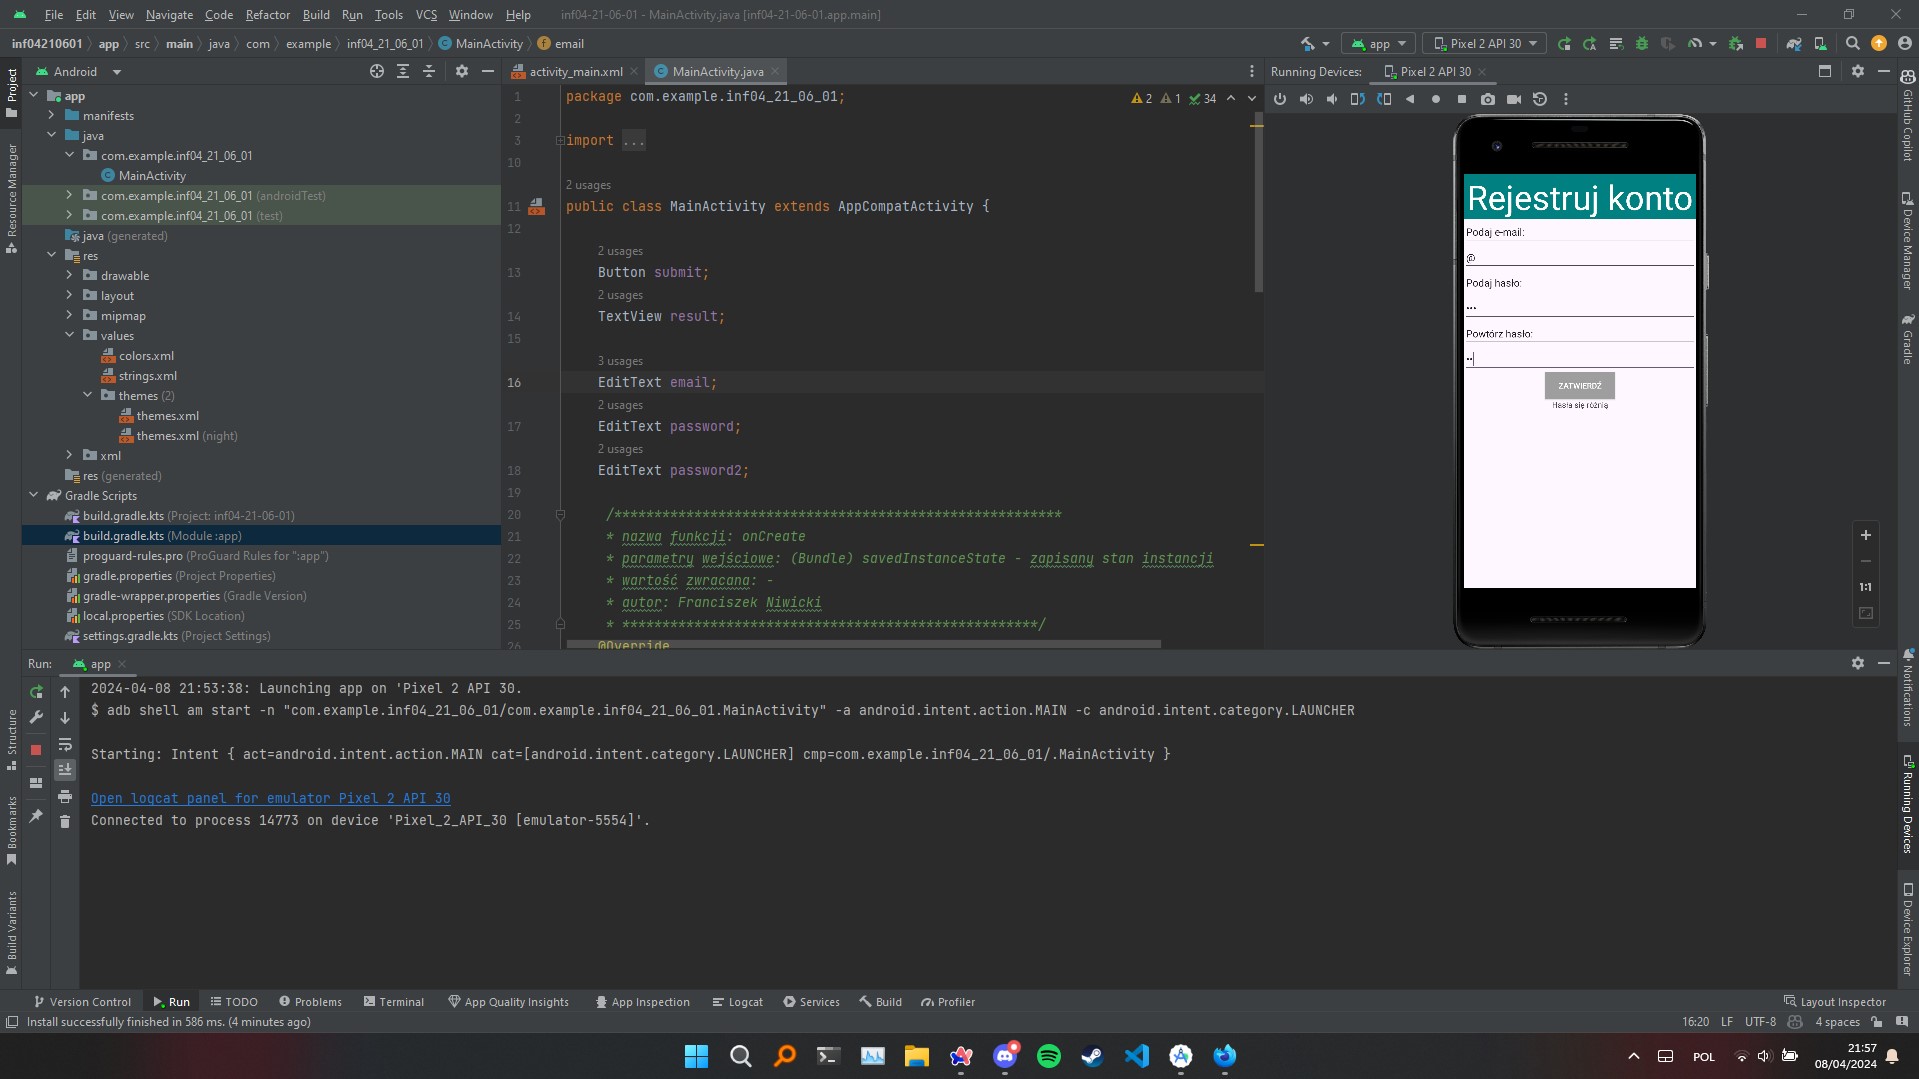 File Edit View Navigate Code Refactor Build Run Tools VCS Window Help inf04-21-06-01 - MainActivity.java [inf04-21-06-01.app.main]
inf04210601 app src main java com example inf04_21_06_01 MainActivity email
app Pixel 2 API 30
Android
activity_main.xml MainActivity.java
Running Devices: Pixel 2 API 30
Project
Resource Manager
Structure
Bookmarks
Build Variants
app
manifests
java
com.example.inf04_21_06_01
MainActivity
com.example.inf04_21_06_01 (androidTest)
com.example.inf04_21_06_01 (test)
java (generated)
res
drawable
layout
mipmap
values
colors.xml
strings.xml
themes (2)
themes.xml
themes.xml (night)
xml
res (generated)
Gradle Scripts
build.gradle.kts (Project: inf04-21-06-01)
build.gradle.kts (Module :app)
proguard-rules.pro (ProGuard Rules for ":app")
gradle.properties (Project Properties)
gradle-wrapper.properties (Gradle Version)
local.properties (SDK Location)
settings.gradle.kts (Project Settings)
2 1 34
1 package com.example.inf04_21_06_01;
2
3 import ...
10
2 usages
11 public class MainActivity extends AppCompatActivity {
12
2 usages
13 Button submit;
2 usages
14 TextView result;
15
3 usages
16 EditText email;
2 usages
17 EditText password;
2 usages
18 EditText password2;
19
20 /********************************************************
21 * nazwa funkcji: onCreate
22 * parametry wejściowe: (Bundle) savedInstanceState - zapisany stan instancji
23 * wartość zwracana: -
24 * autor: Franciszek Niwicki
25 * ****************************************************/
26 @Override
Rejestruj konto
Podaj e-mail:
@
Podaj hasło:
•••
Powtórz hasło:
••
ZATWIERDŹ
Hasła się różnią
1:1
GitHub Copilot
Device Manager
Gradle
Notifications
Running Devices
Device Explorer
Run: app
2024-04-08 21:53:38: Launching app on 'Pixel 2 API 30.
$ adb shell am start -n "com.example.inf04_21_06_01/com.example.inf04_21_06_01.MainActivity" -a android.intent.action.MAIN -c android.intent.category.LAUNCHER
Starting: Intent { act=android.intent.action.MAIN cat=[android.intent.category.LAUNCHER] cmp=com.example.inf04_21_06_01/.MainActivity }
Open logcat panel for emulator Pixel 2 API 30
Connected to process 14773 on device 'Pixel_2_API_30 [emulator-5554]'.
Version Control Run TODO Problems Terminal App Quality Insights App Inspection Logcat Services Build Profiler Layout Inspector
Install successfully finished in 586 ms. (4 minutes ago) 16:20 LF UTF-8 4 spaces
POL 21:57
08/04/2024